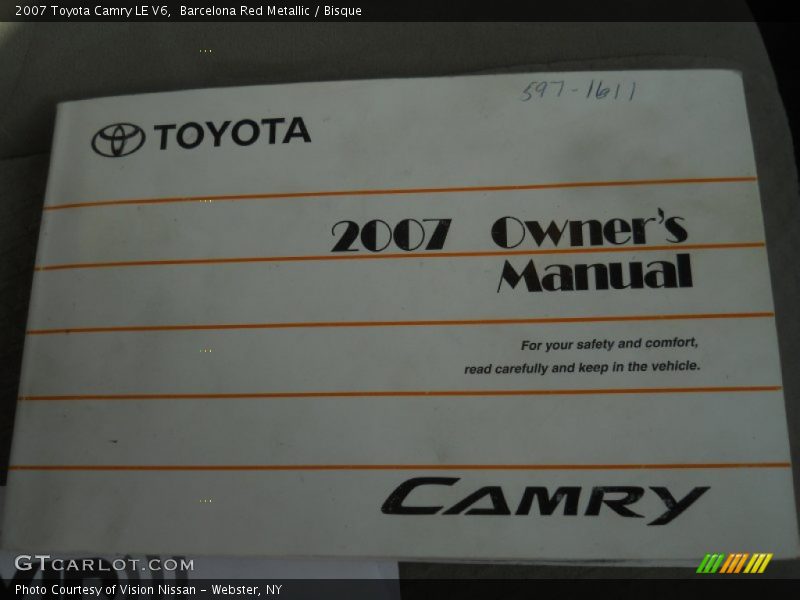 2007 Toyota Camry LE V6,  Barcelona Red Metallic / Bisque
597-1611
TOYOTA
2007 Owner's
Manual
For your safety and comfort,
read carefully and keep in the vehicle.
CAMRY
GTCARLOT.COM
Photo Courtesy of Vision Nissan - Webster, NY